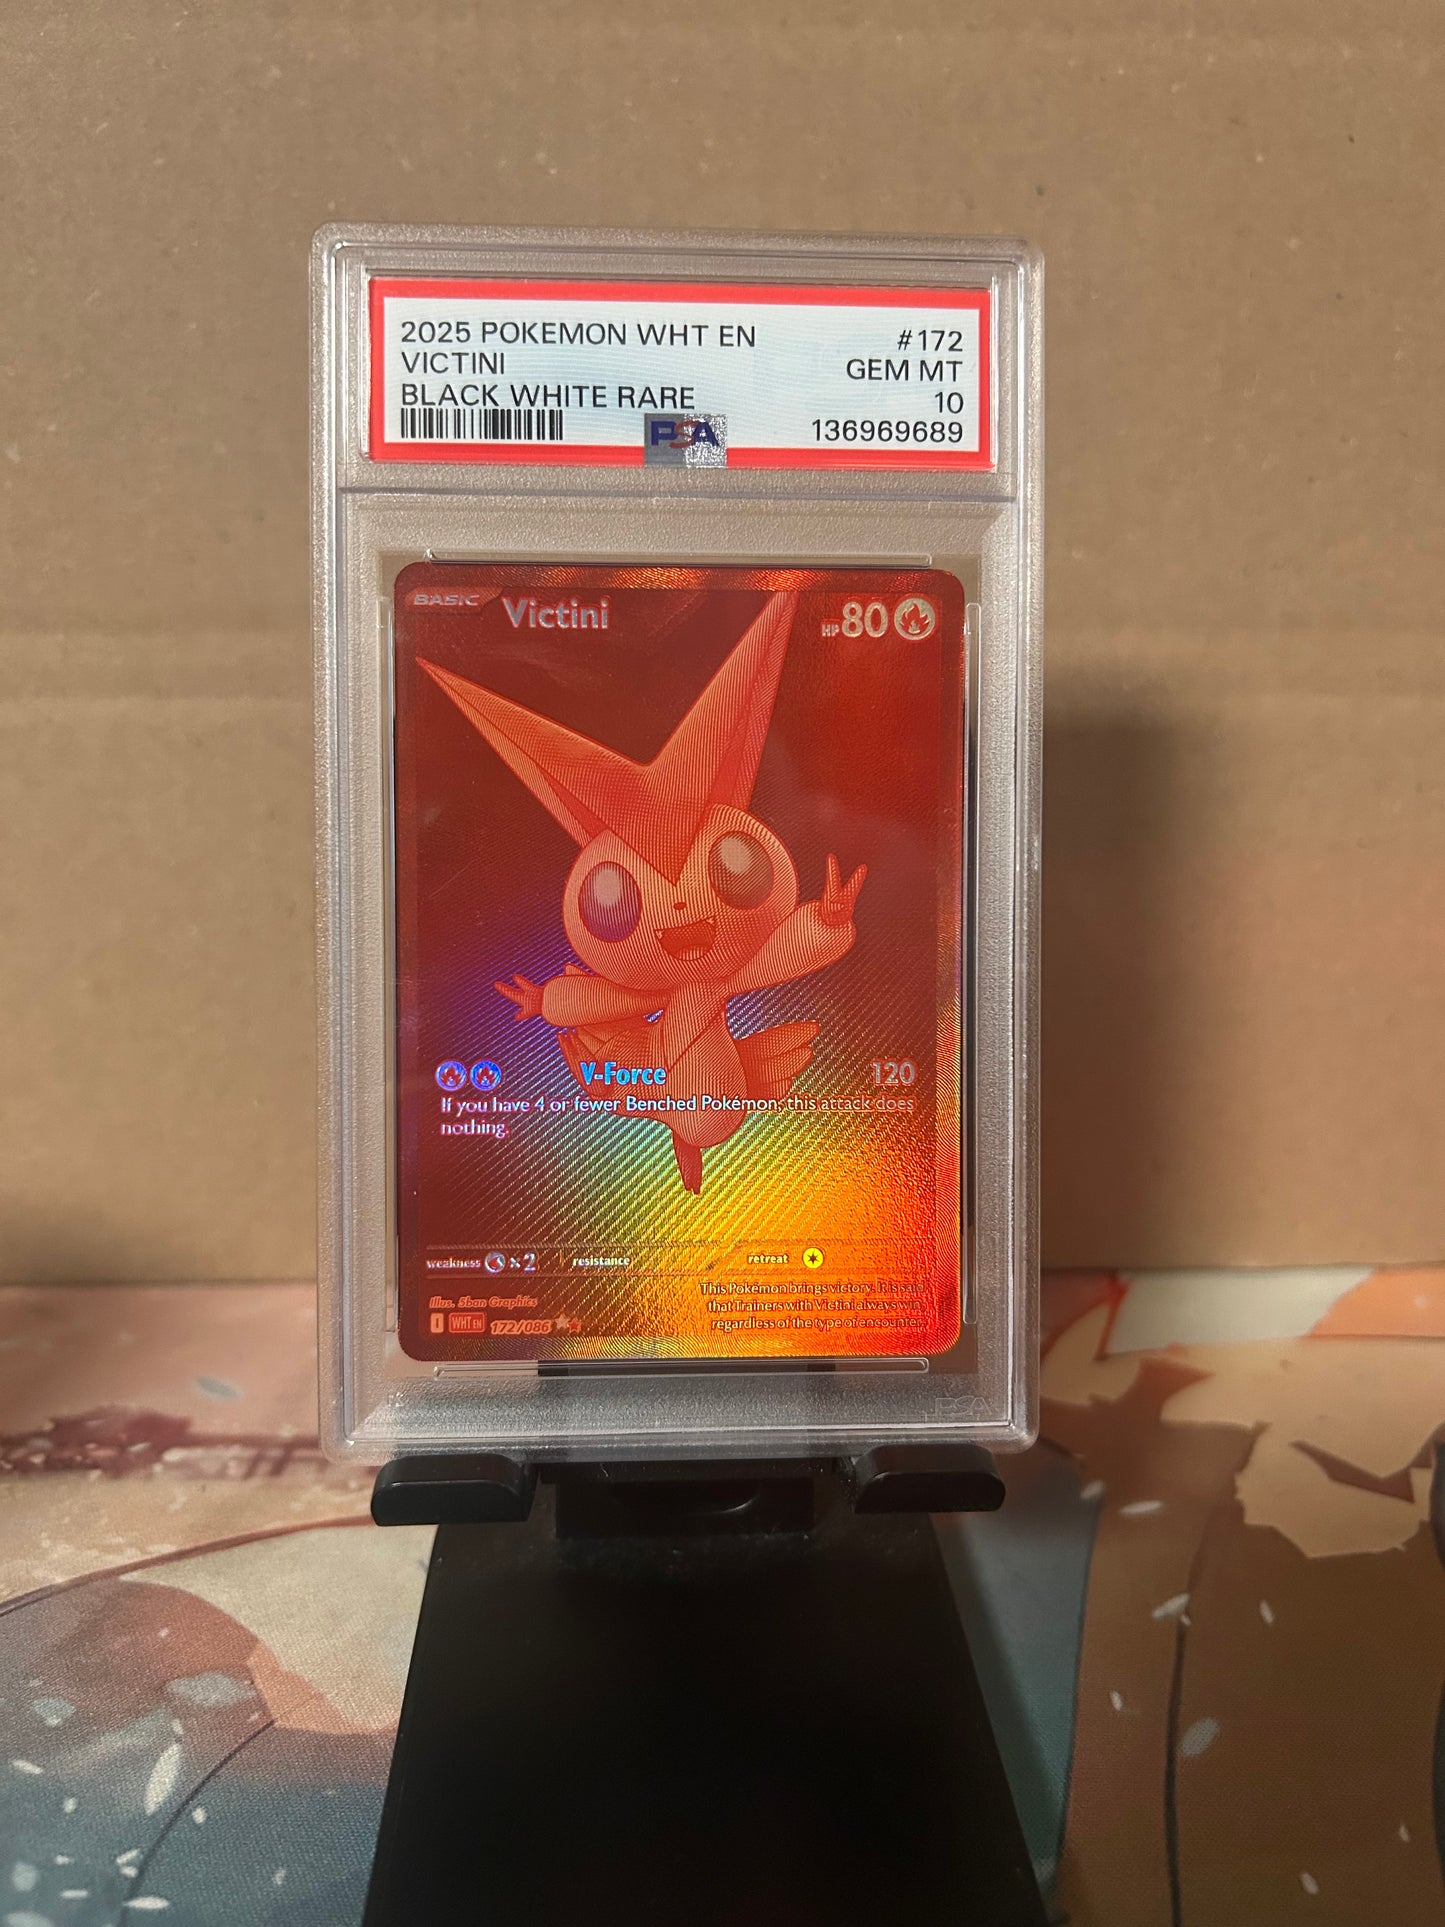 2025 POKEMON WHT EN #172
VICTINI GEM MT
BLACK WHITE RARE 10
136969689
PSA
BASIC Victini HP 80
V-Force 120
If you have 4 or fewer Benched Pokémon, this attack does
nothing.
weakness ×2 resistance retreat
This Pokémon brings victory. It is said
that Trainers with Victini always win,
regardless of the type of encounter.
Illus. 5ban Graphics
I WHT EN 172/086
PSA